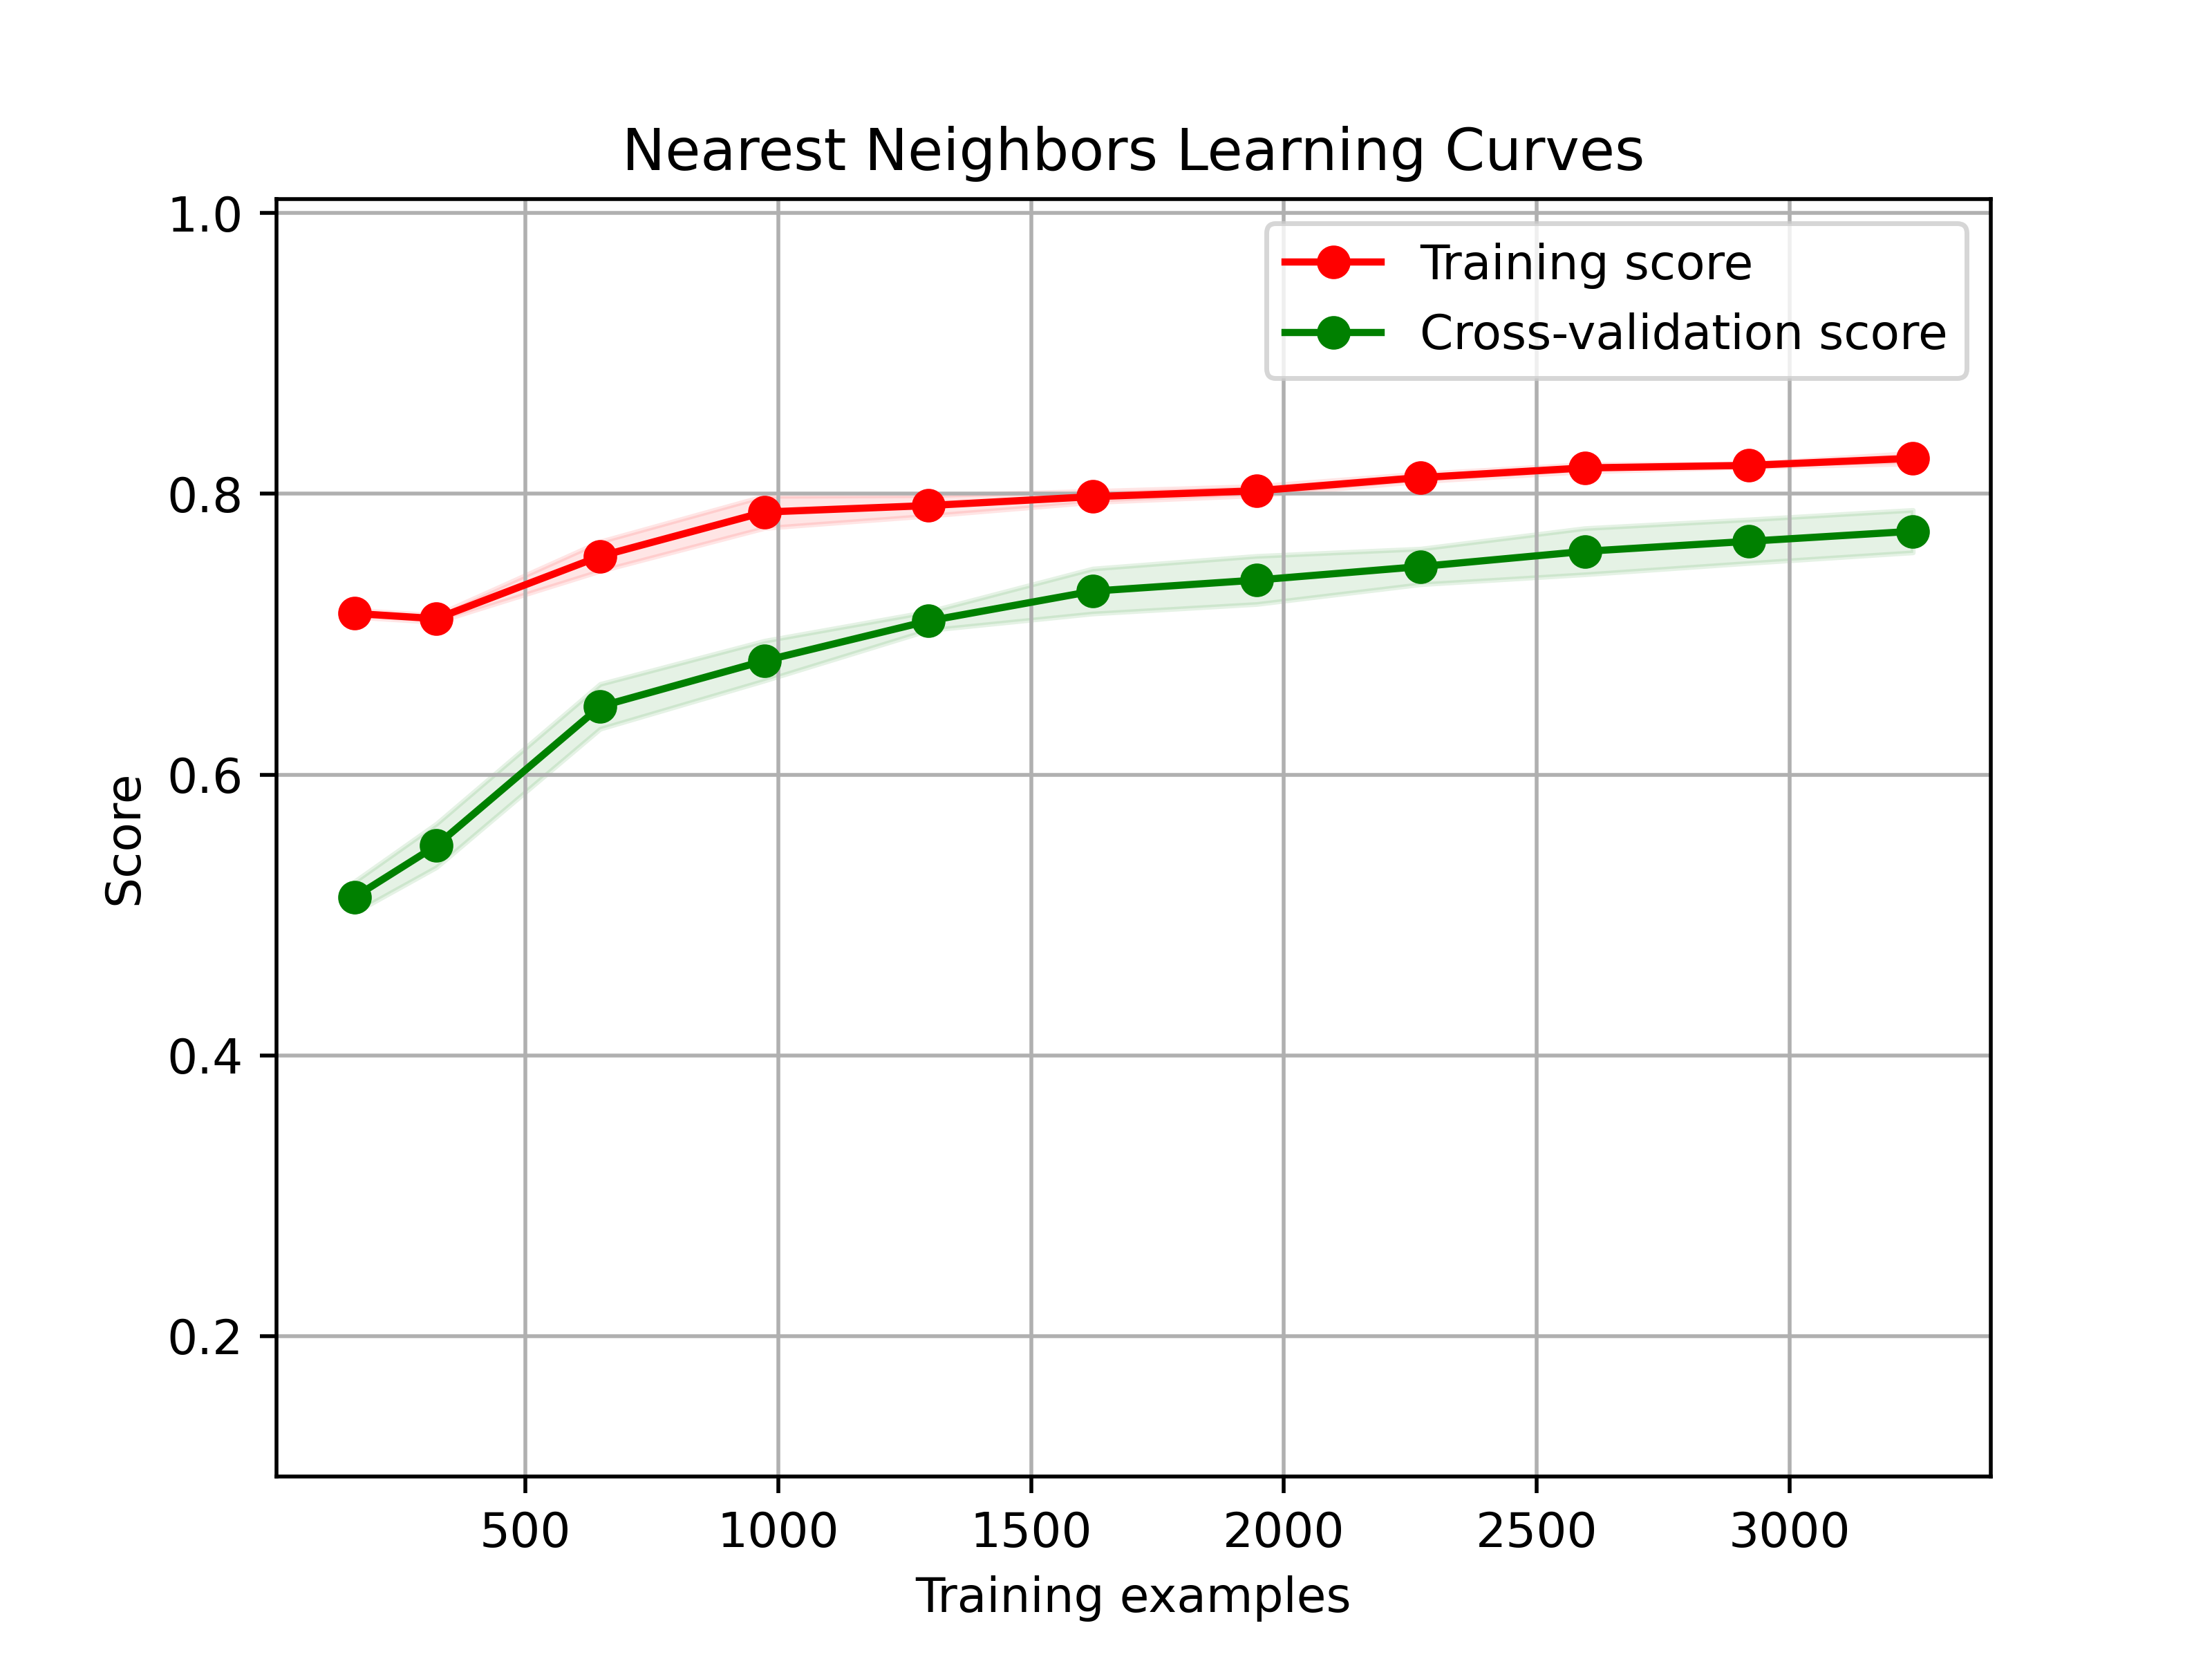 Nearest Neighbors Learning Curves
1.0
0.8
0.6
0.4
0.2
Score
Training score
Cross-validation score
500 1000 1500 2000 2500 3000
Training examples